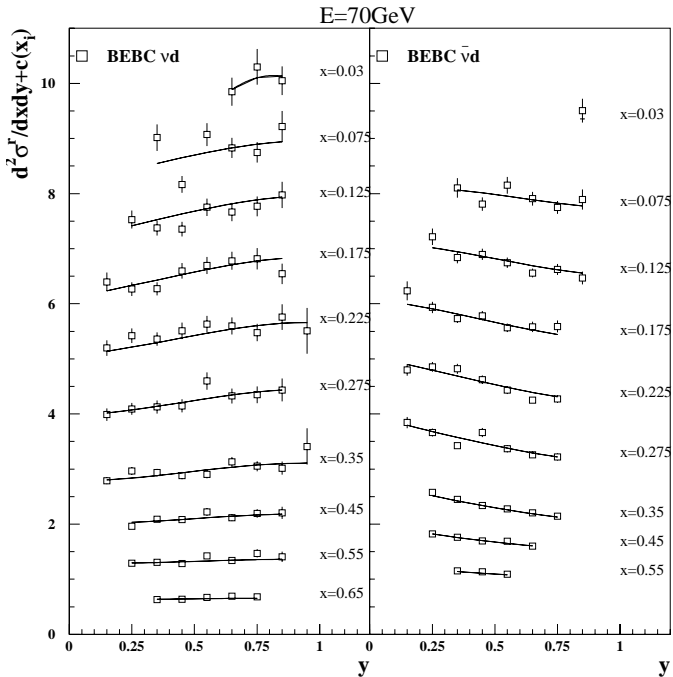 E=70GeV
d²σʳ/dxdy+c(xᵢ)
BEBC νd
10
8
6
4
2
0
x=0.03
x=0.075
x=0.125
x=0.175
x=0.225
x=0.275
x=0.35
x=0.45
x=0.55
x=0.65
0 0.25 0.5 0.75 1
y
BEBC ν̄d
x=0.03
x=0.075
x=0.125
x=0.175
x=0.225
x=0.275
x=0.35
x=0.45
x=0.55
0 0.25 0.5 0.75 1
y